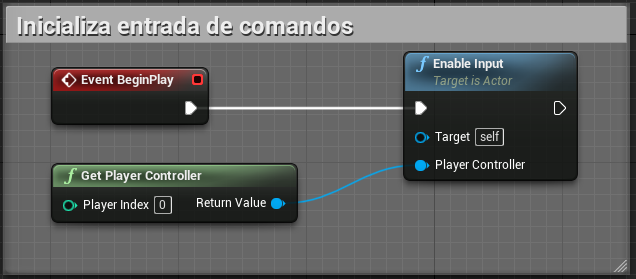 Inicializa entrada de comandos
Event BeginPlay
f Enable Input
Target is Actor
Target self
Player Controller
f Get Player Controller
Player Index 0 Return Value